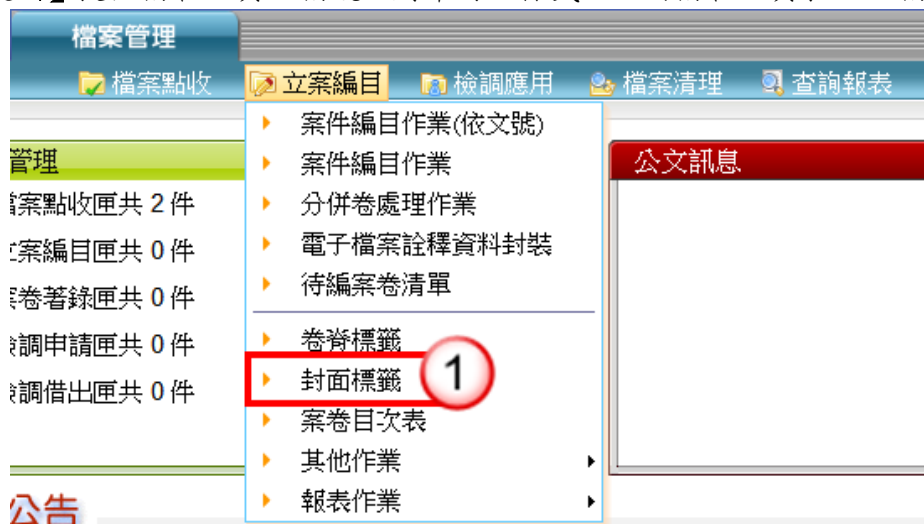 檔案管理
檔案點收 立案編目 檢調應用 檔案清理 查詢報表
案件編目作業(依文號)
管理
案件編目作業
公文訊息
檔案點收匣共 2 件
分併卷處理作業
立案編目匣共 0 件
電子檔案詮釋資料封裝
案卷著錄匣共 0 件
待編案卷清單
檢調申請匣共 0 件
卷脊標籤
檢調借出匣共 0 件
封面標籤
1
案卷目次表
其他作業
報表作業
公告